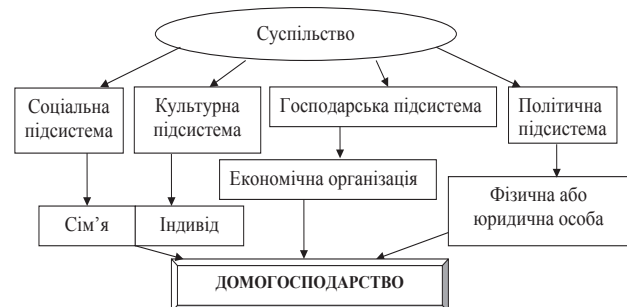 Суспільство
Соціальна
підсистема
Культурна
підсистема
Господарська підсистема
Політична
підсистема
Економічна організація
Фізична або
юридична особа
Сім’я
Індивід
ДОМОГОСПОДАРСТВО